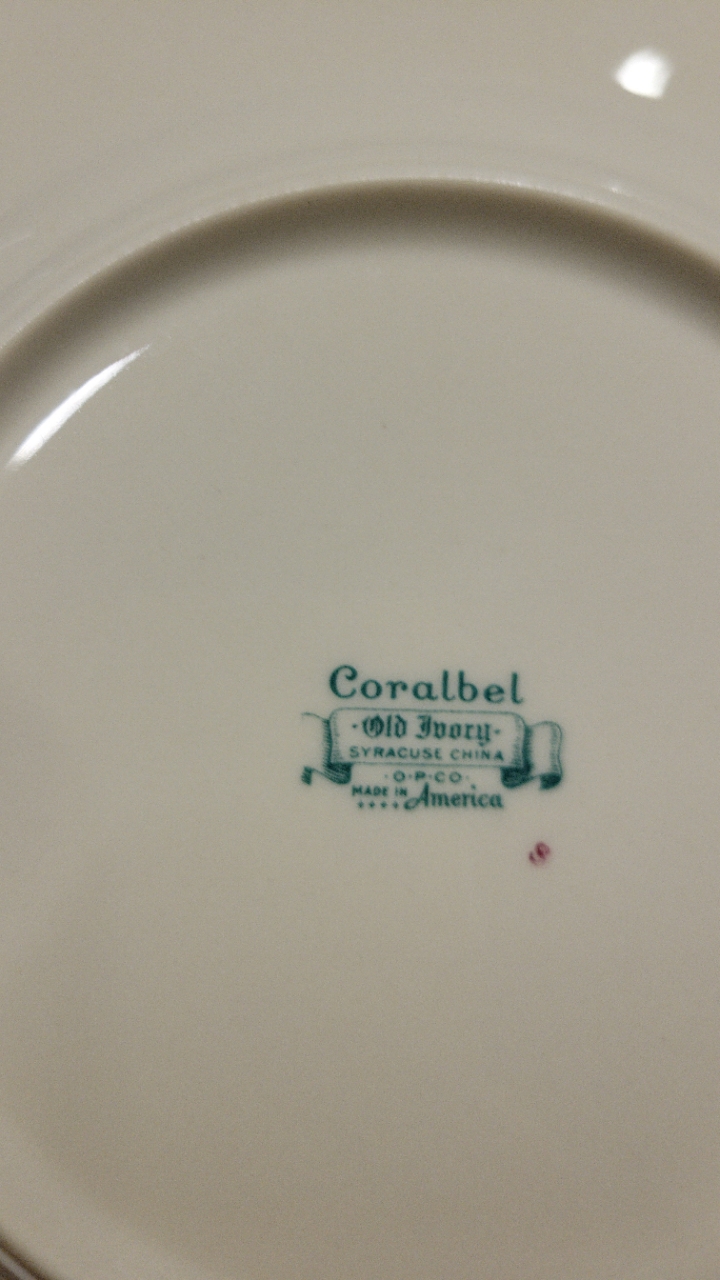 Coralbel
·Old Ivory·
SYRACUSE CHINA
·O·P·CO·
MADE IN America
++++